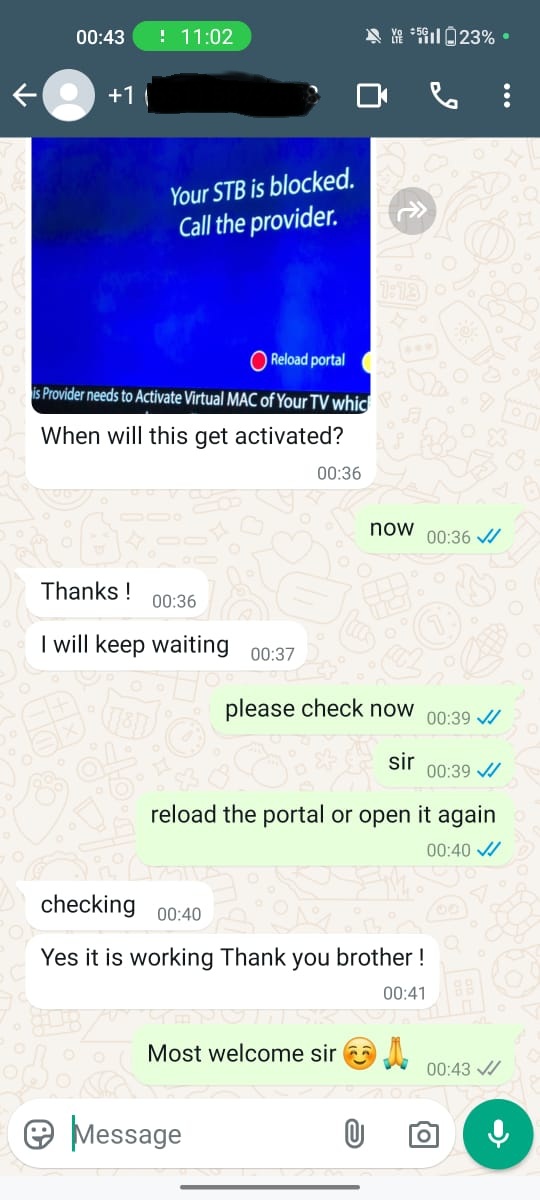 00:43 ! 11:02 Vo LTE 5G 23%
+1 (
Your STB is blocked.
Call the provider.
Reload portal
is Provider needs to Activate Virtual MAC of Your TV whic
When will this get activated?
00:36
now 00:36
Thanks ! 00:36
I will keep waiting 00:37
please check now 00:39
sir 00:39
reload the portal or open it again
00:40
checking 00:40
Yes it is working Thank you brother !
00:41
Most welcome sir ☺️🙏 00:43
Message